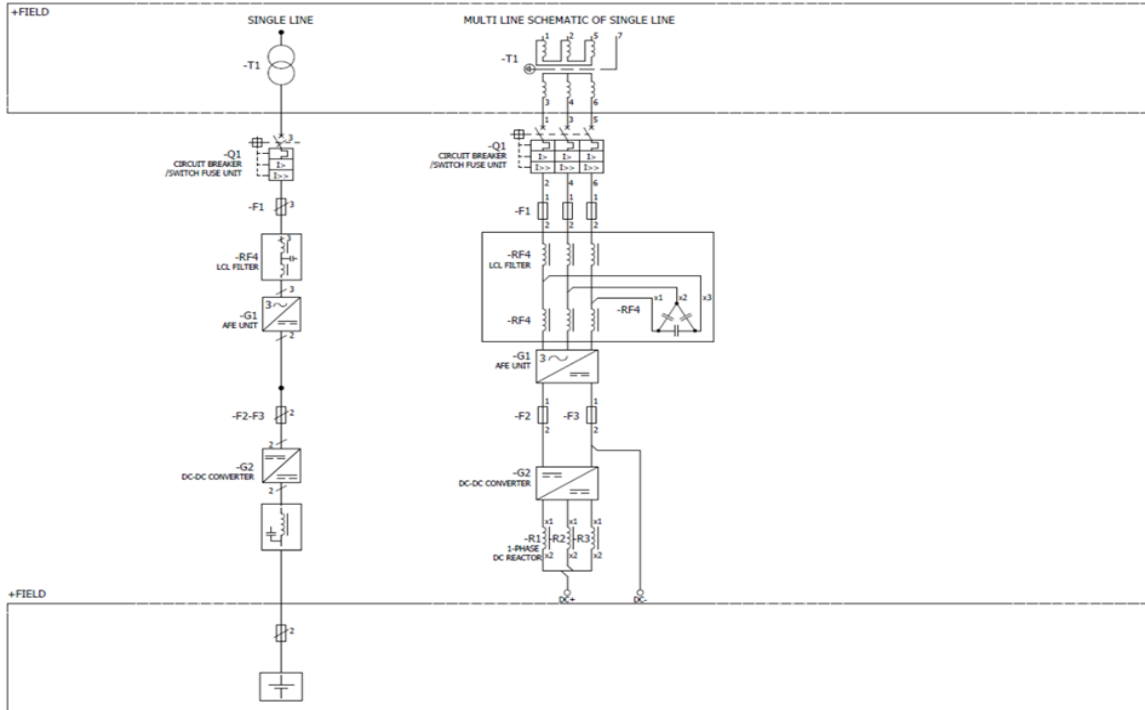 +FIELD
SINGLE LINE
MULTI LINE SCHEMATIC OF SINGLE LINE
-T1
-T1
1 2 5 7
3 4 6
3
1 3 5
-Q1
CIRCUIT BREAKER
/SWITCH FUSE UNIT
I>
I>>
-Q1
CIRCUIT BREAKER
/SWITCH FUSE UNIT
I> I> I>
I>> I>> I>>
2 4 6
-F1
3
-F1
1 1 1
2 2 2
-RF4
LCL FILTER
3
-RF4
LCL FILTER
3
x1 x2 x3
-RF4
-RF4
-G1
AFE UNIT
3
2
-G1
AFE UNIT
3
-F2-F3
2
-F2
1
2
-F3
1
2
2
-G2
DC-DC CONVERTER
2
-G2
DC-DC CONVERTER
x1 x1 x1
-R1 -R2 -R3
1-PHASE
DC REACTOR
x2 x2 x2
DC+
DC-
+FIELD
2